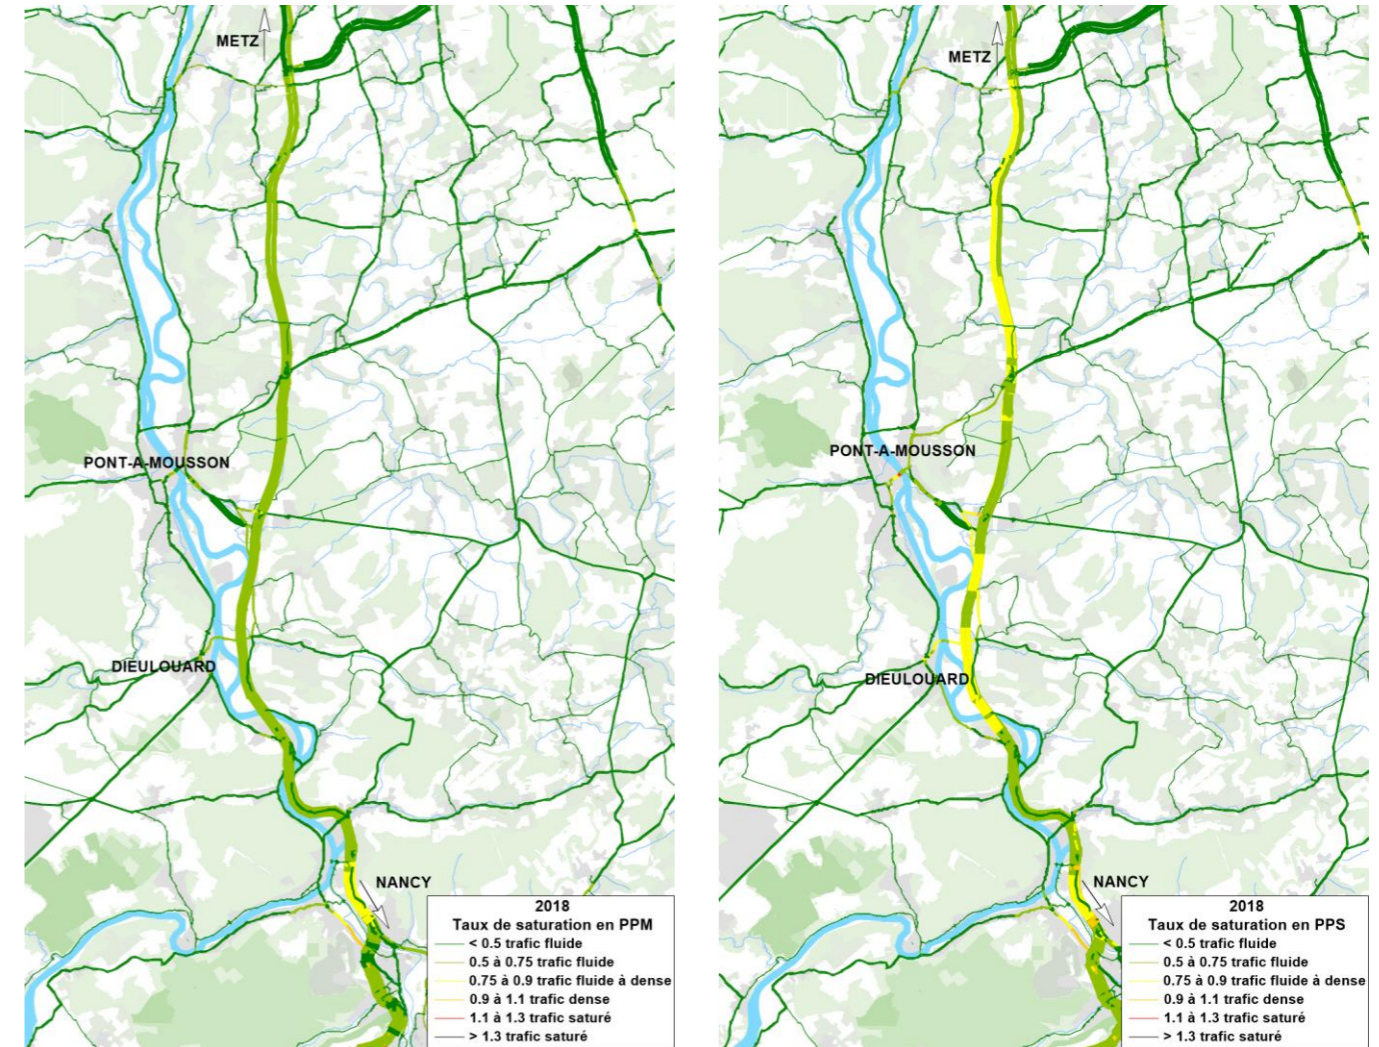 METZ
PONT-A-MOUSSON
DIEULOUARD
NANCY
2018
Taux de saturation en PPM
< 0.5 trafic fluide
0.5 à 0.75 trafic fluide
0.75 à 0.9 trafic fluide à dense
0.9 à 1.1 trafic dense
1.1 à 1.3 trafic saturé
> 1.3 trafic saturé
METZ
PONT-A-MOUSSON
DIEULOUARD
NANCY
2018
Taux de saturation en PPS
< 0.5 trafic fluide
0.5 à 0.75 trafic fluide
0.75 à 0.9 trafic fluide à dense
0.9 à 1.1 trafic dense
1.1 à 1.3 trafic saturé
> 1.3 trafic saturé